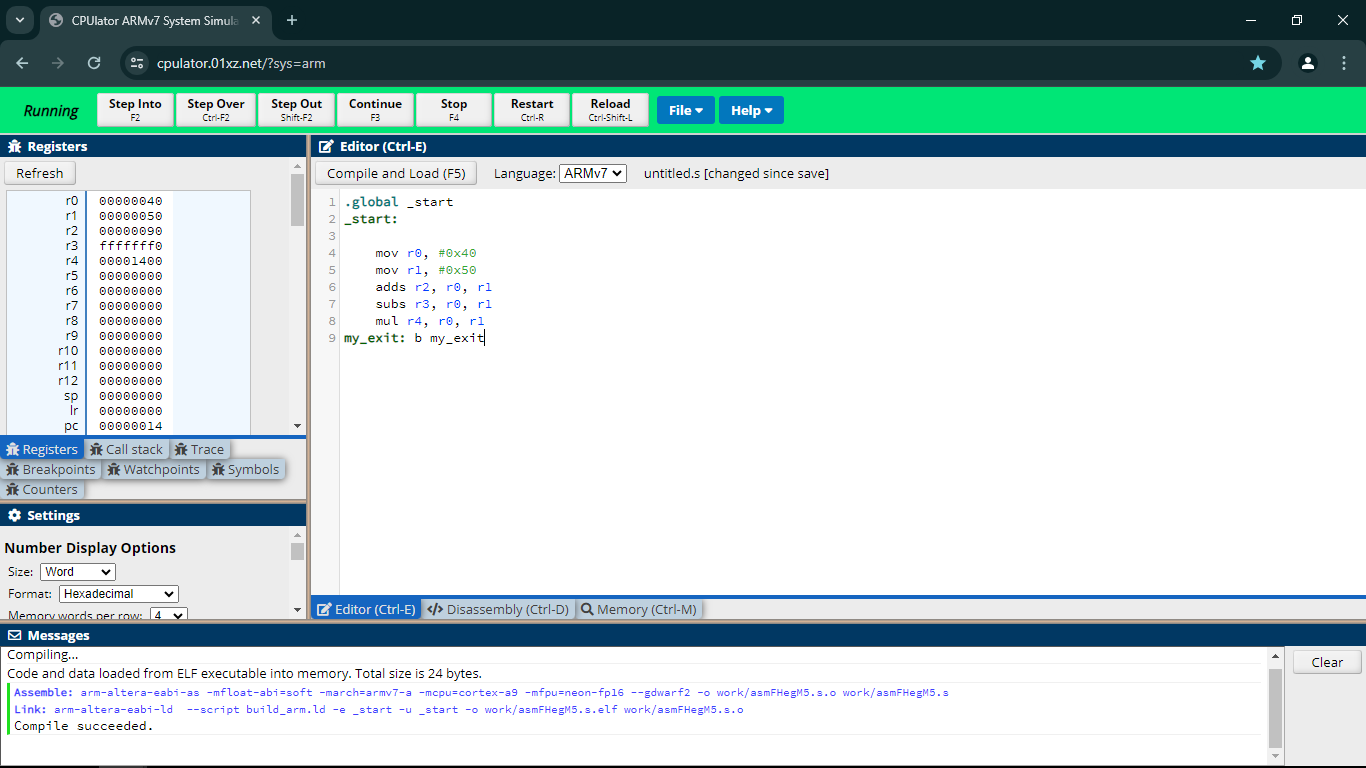 CPUlator ARMv7 System Simula
cpulator.01xz.net/?sys=arm
Running
Step Into
F2
Step Over
Ctrl-F2
Step Out
Shift-F2
Continue
F3
Stop
F4
Restart
Ctrl-R
Reload
Ctrl-Shift-L
File
Help
Registers
Refresh
r0 00000040
r1 00000050
r2 00000090
r3 fffffff0
r4 00001400
r5 00000000
r6 00000000
r7 00000000
r8 00000000
r9 00000000
r10 00000000
r11 00000000
r12 00000000
sp 00000000
lr 00000000
pc 00000014
Registers Call stack Trace
Breakpoints Watchpoints Symbols
Counters
Settings
Number Display Options
Size: Word
Format: Hexadecimal
Memory words per row: 4
Editor (Ctrl-E)
Compile and Load (F5) Language: ARMv7 untitled.s [changed since save]
1 .global _start
2 _start:
3
4 mov r0, #0x40
5 mov r1, #0x50
6 adds r2, r0, r1
7 subs r3, r0, r1
8 mul r4, r0, r1
9 my_exit: b my_exit
Editor (Ctrl-E) Disassembly (Ctrl-D) Memory (Ctrl-M)
Messages
Clear
Compiling...
Code and data loaded from ELF executable into memory. Total size is 24 bytes.
Assemble: arm-altera-eabi-as -mfloat-abi=soft -march=armv7-a -mcpu=cortex-a9 -mfpu=neon-fp16 --gdwarf2 -o work/asmFHegM5.s.o work/asmFHegM5.s
Link: arm-altera-eabi-ld --script build_arm.ld -e _start -u _start -o work/asmFHegM5.s.elf work/asmFHegM5.s.o
Compile succeeded.